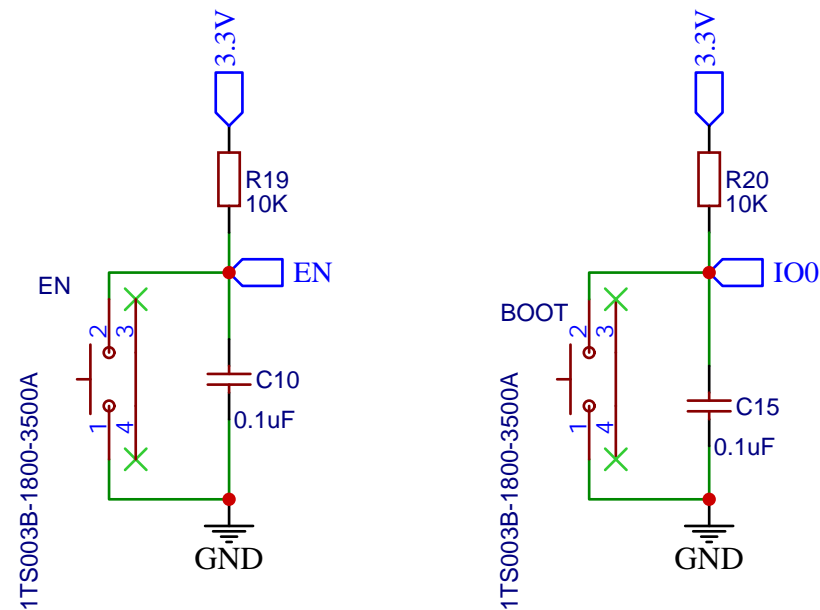 3.3V
R19
10K
EN
EN
2
3
1
4
C10
0.1uF
1TS003B-1800-3500A
GND
3.3V
R20
10K
IO0
BOOT
2
3
1
4
C15
0.1uF
1TS003B-1800-3500A
GND